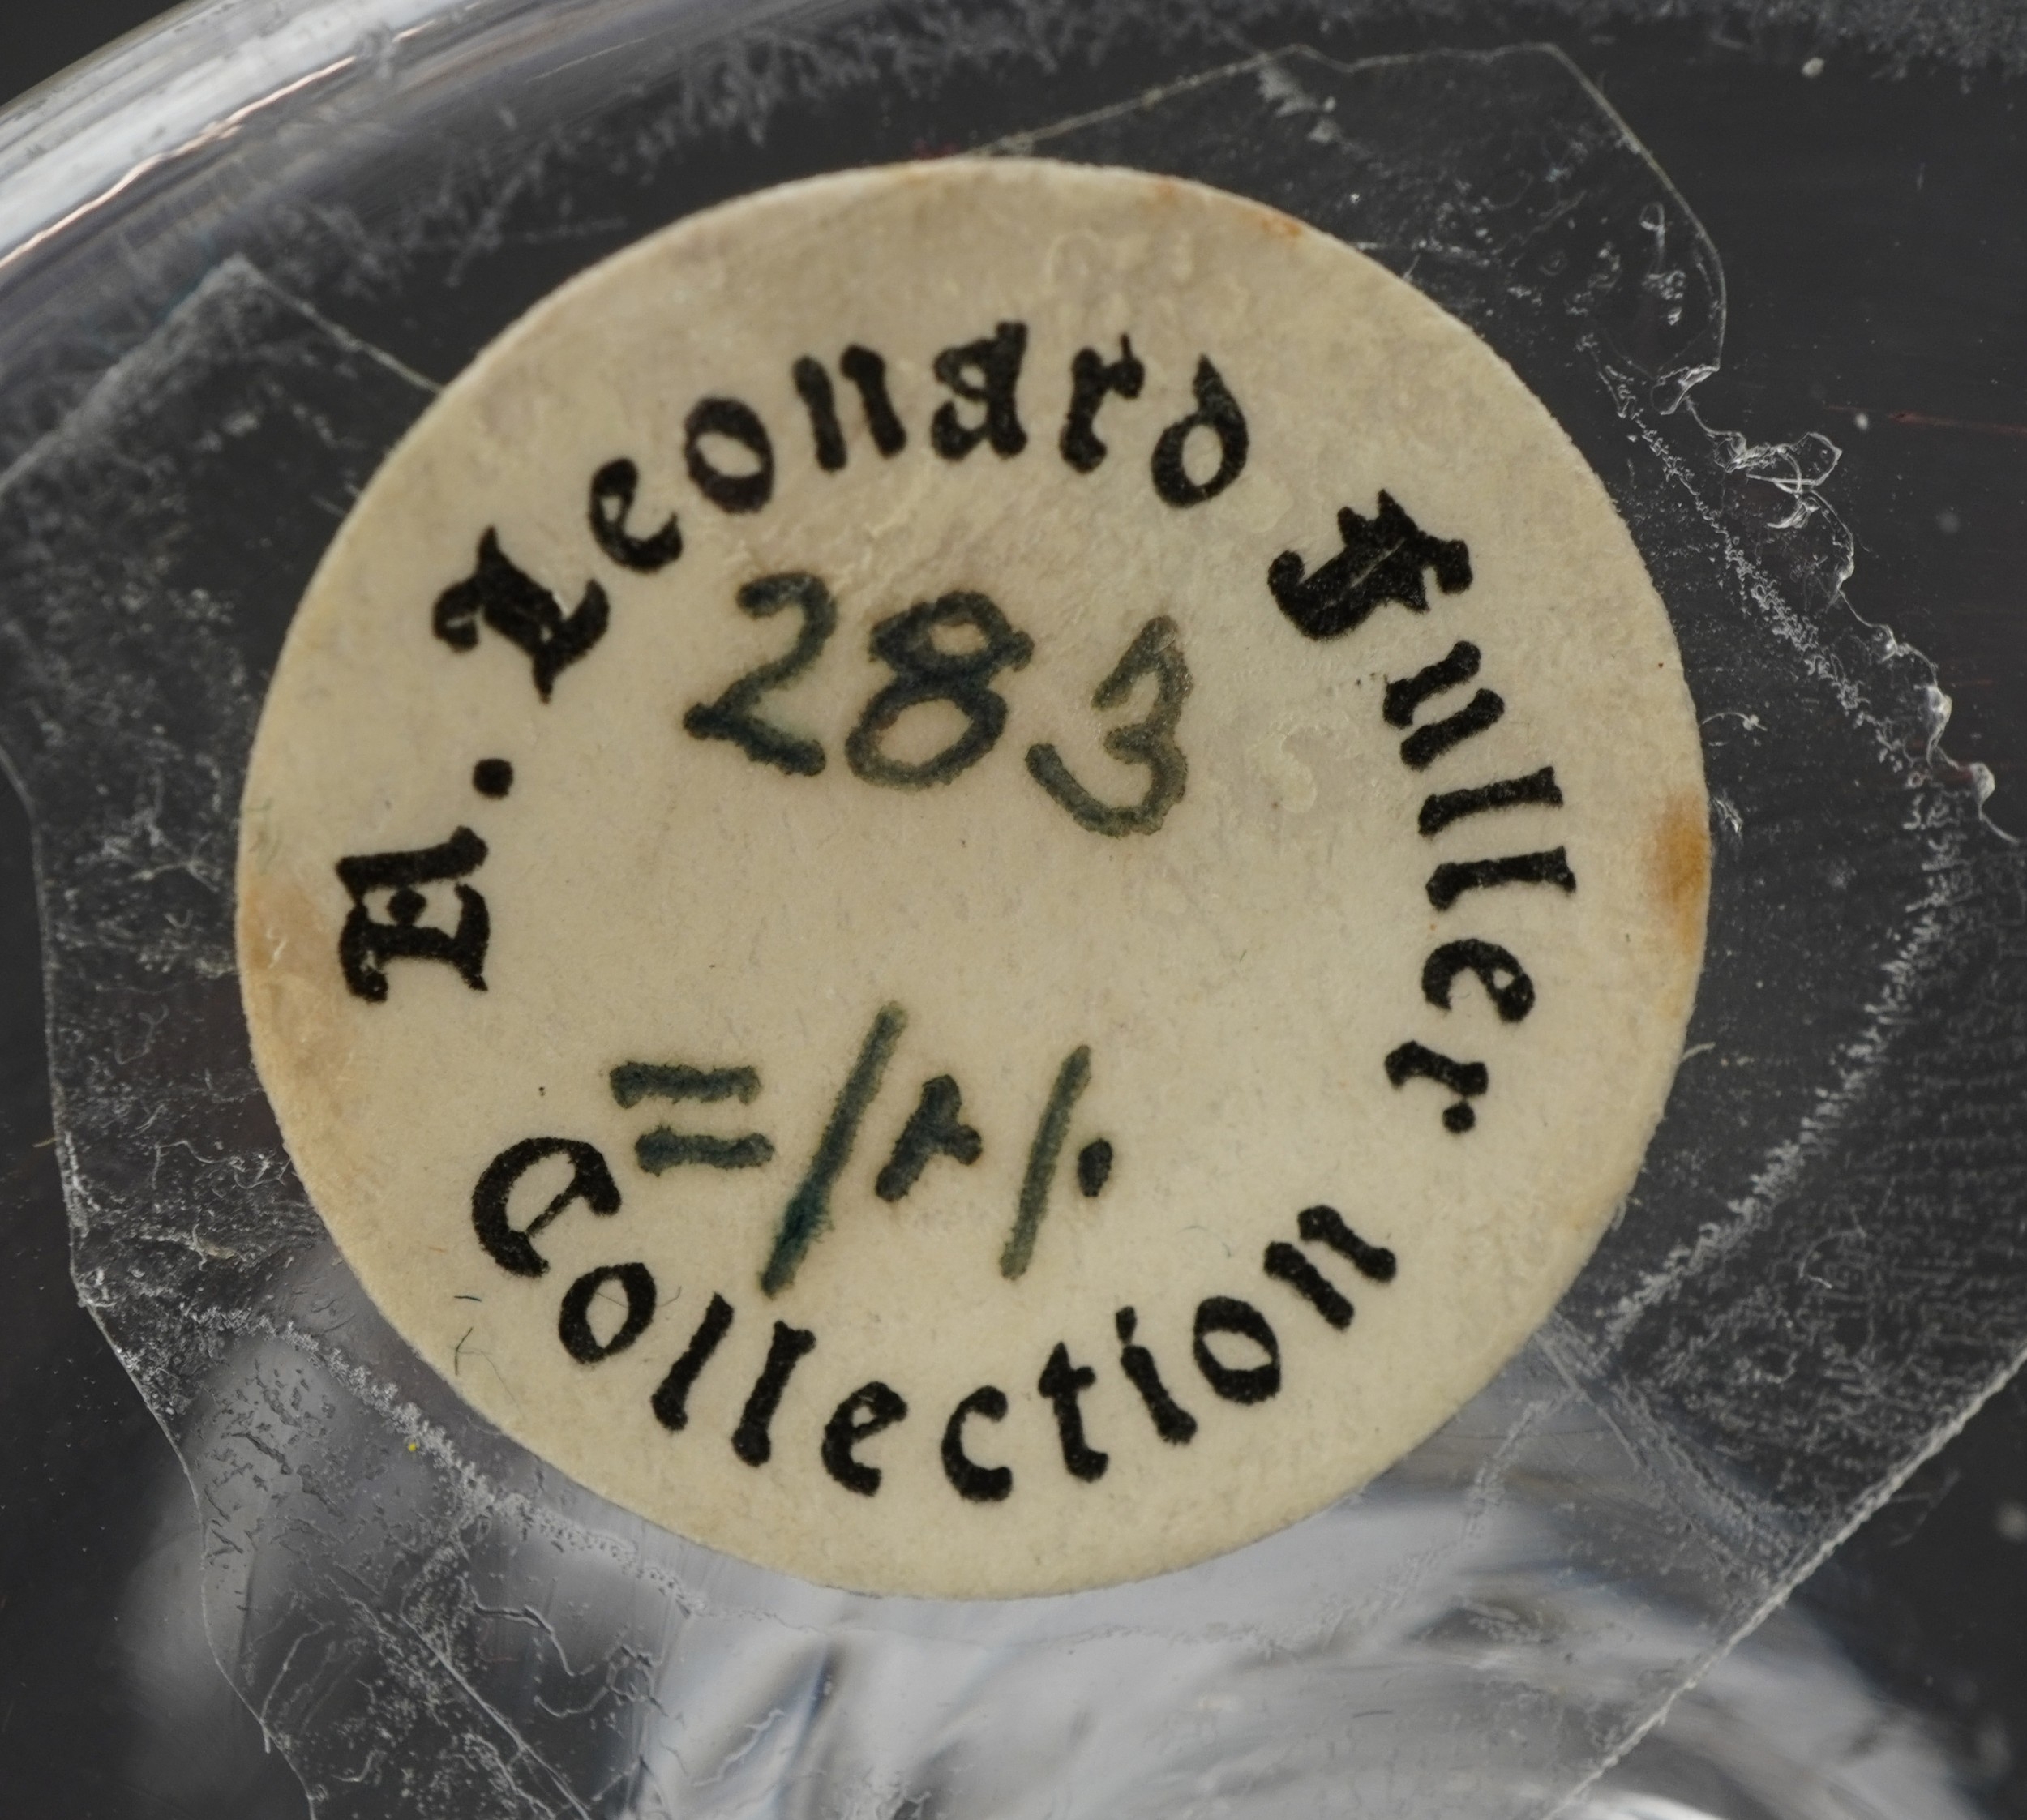 A. Leonard Fuller
283
Collection